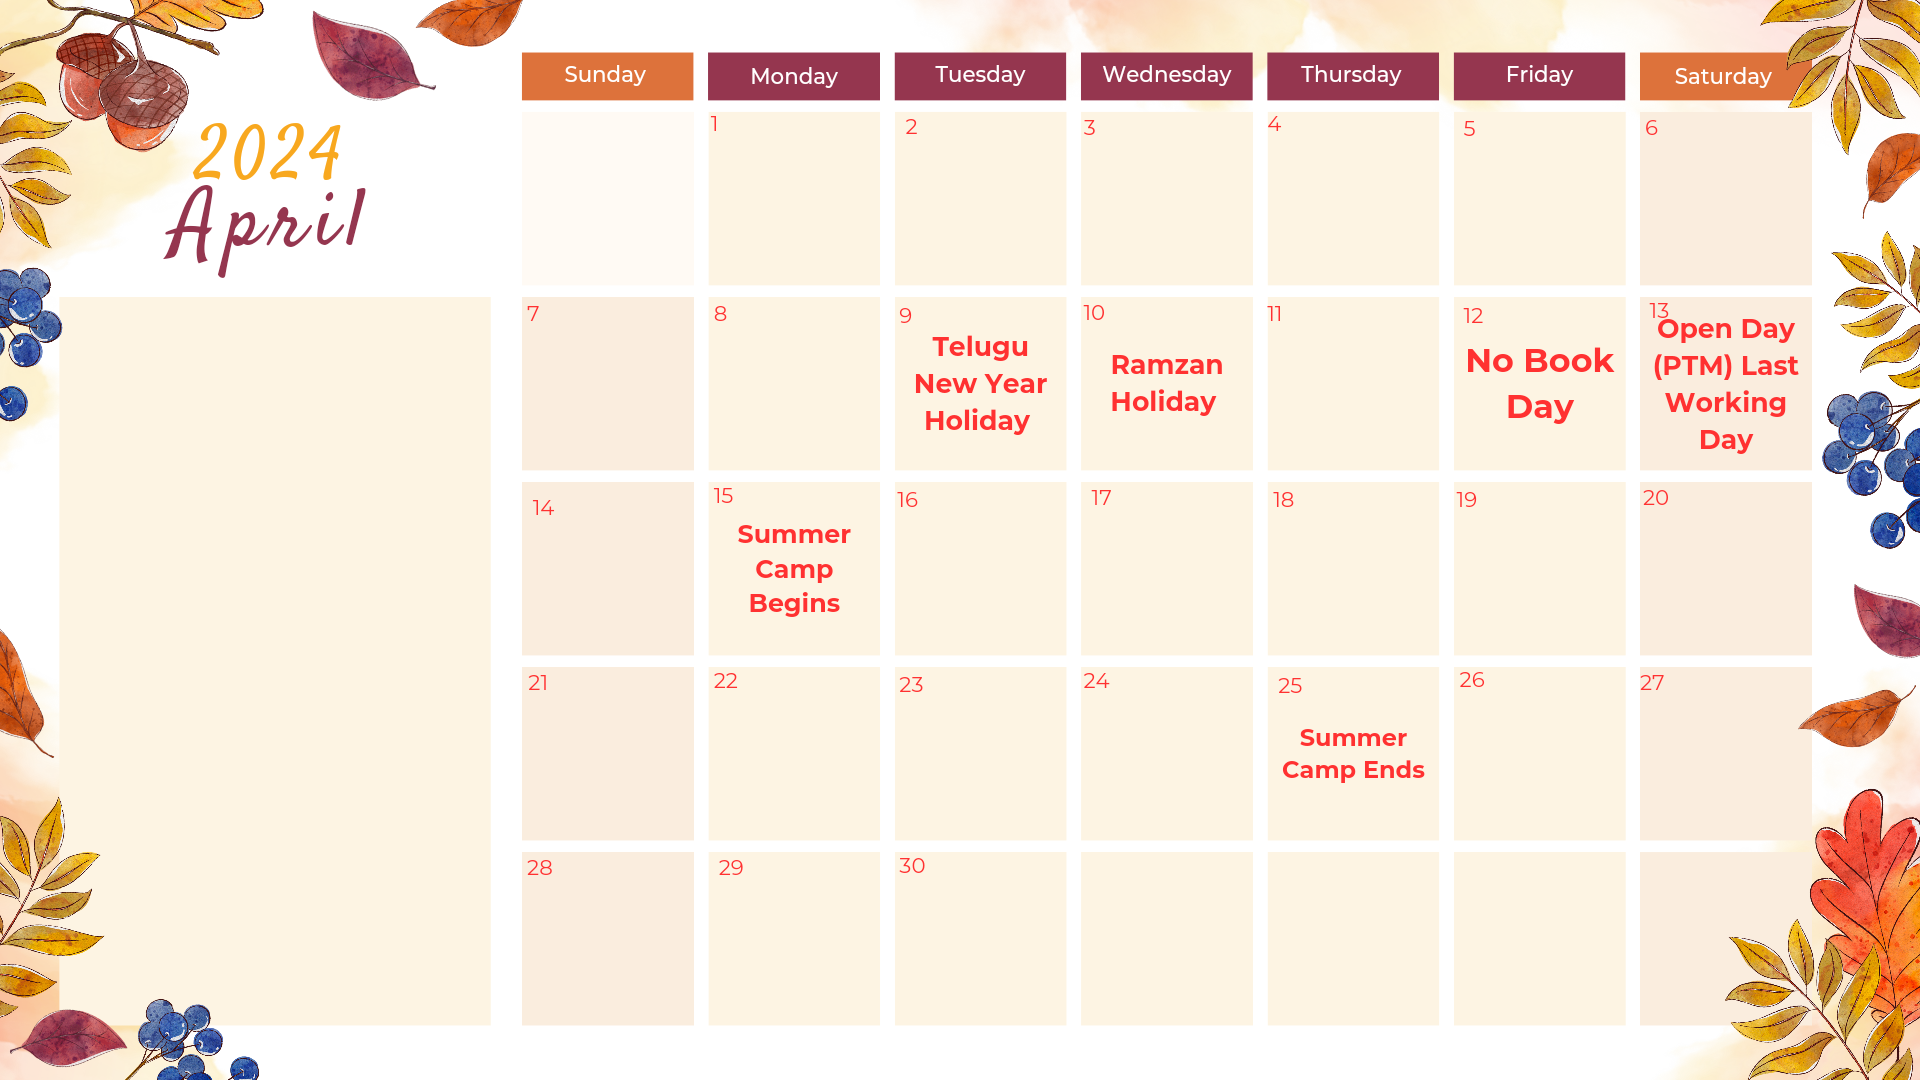 2024
April
Sunday
Monday
Tuesday
Wednesday
Thursday
Friday
Saturday
1
2
3
4
5
6
7
8
9
Telugu
New Year
Holiday
10
Ramzan
Holiday
11
12
No Book
Day
13
Open Day
(PTM) Last
Working
Day
14
15
Summer
Camp
Begins
16
17
18
19
20
21
22
23
24
25
Summer
Camp Ends
26
27
28
29
30